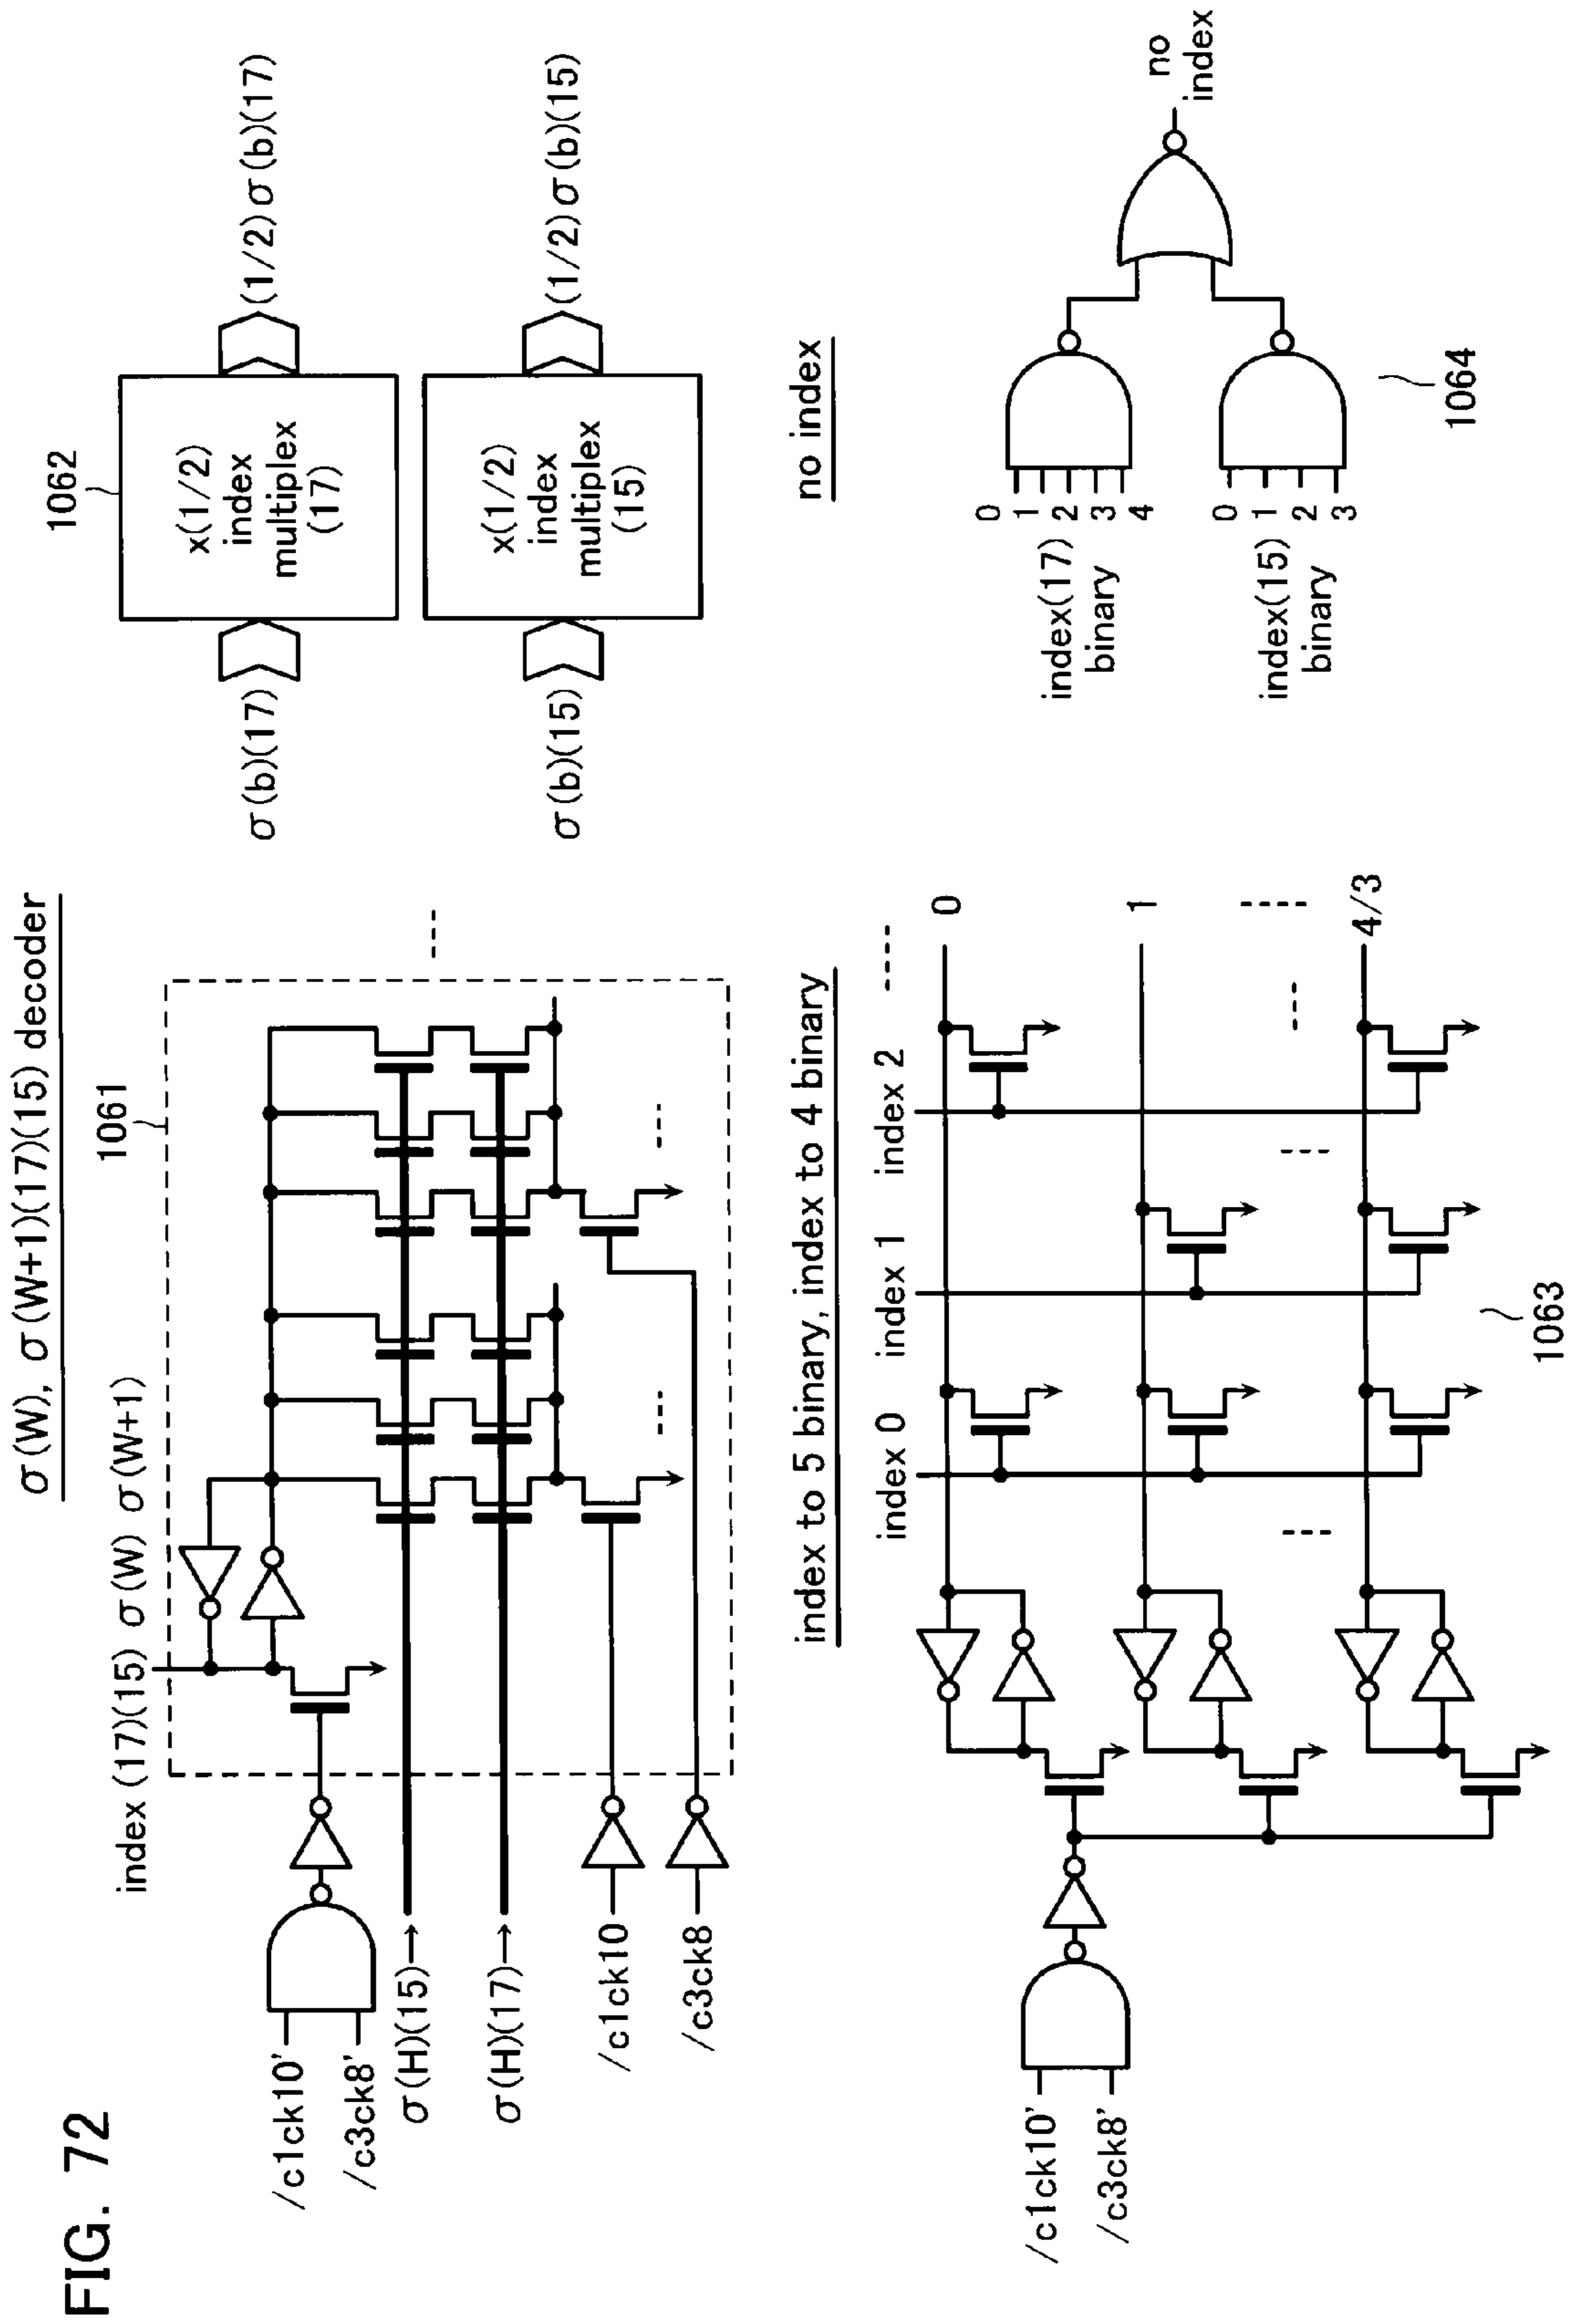 FIG. 72
σ(W), σ(W+1)(17)(15) decoder
index (17)(15) σ(W) σ(W+1)
1061
/c1ck10'
/c3ck8'
σ(H)(15)
σ(H)(17)
/c1ck10
/c3ck8
1062
σ(b)(17)
x(1/2)
index
multiplex
(17)
(1/2)σ(b)(17)
σ(b)(15)
x(1/2)
index
multiplex
(15)
(1/2)σ(b)(15)
index to 5 binary, index to 4 binary
index 0
index 1
index 2
0
1
4/3
/c1ck10'
/c3ck8'
1063
no index
index(17)
binary
0
1
2
3
4
index(15)
binary
0
1
2
3
no
index
1064